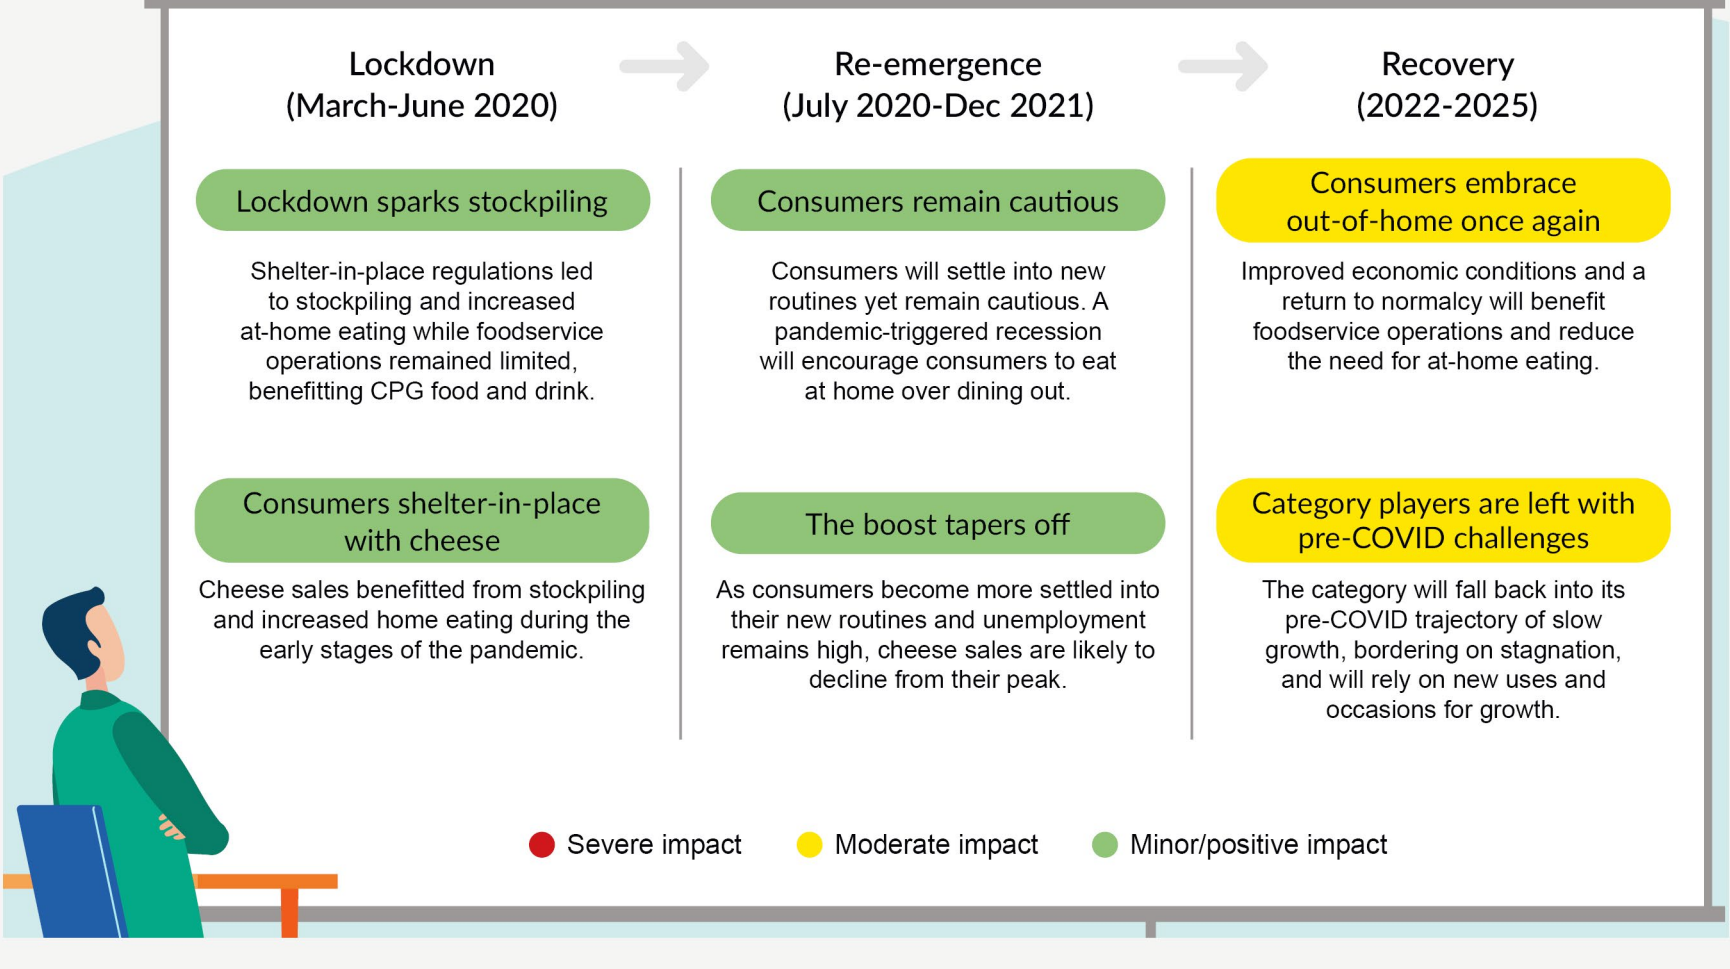 Lockdown
(March-June 2020)
Re-emergence
(July 2020-Dec 2021)
Recovery
(2022-2025)
Lockdown sparks stockpiling
Shelter-in-place regulations led
to stockpiling and increased
at-home eating while foodservice
operations remained limited,
benefitting CPG food and drink.
Consumers shelter-in-place
with cheese
Cheese sales benefitted from stockpiling
and increased home eating during the
early stages of the pandemic.
Consumers remain cautious
Consumers will settle into new
routines yet remain cautious. A
pandemic-triggered recession
will encourage consumers to eat
at home over dining out.
The boost tapers off
As consumers become more settled into
their new routines and unemployment
remains high, cheese sales are likely to
decline from their peak.
Consumers embrace
out-of-home once again
Improved economic conditions and a
return to normalcy will benefit
foodservice operations and reduce
the need for at-home eating.
Category players are left with
pre-COVID challenges
The category will fall back into its
pre-COVID trajectory of slow
growth, bordering on stagnation,
and will rely on new uses and
occasions for growth.
Severe impact
Moderate impact
Minor/positive impact